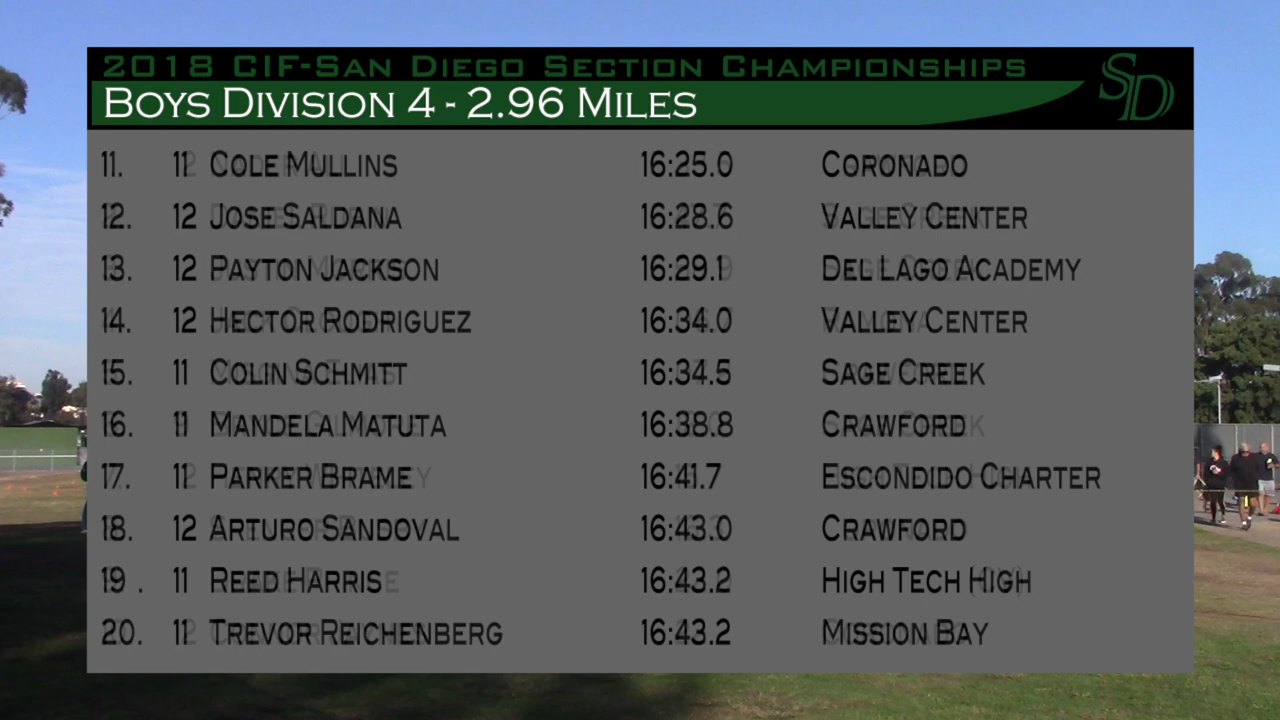 2018 CIF-San Diego Section Championships
SD
Boys Division 4 - 2.96 Miles
11. 11 Cole Mullins 16:25.0 Coronado
12. 12 Jose Saldana 16:28.6 Valley Center
13. 12 Payton Jackson 16:29.1 Del Lago Academy
14. 12 Hector Rodriguez 16:34.0 Valley Center
15. 11 Colin Schmitt 16:34.5 Sage Creek
16. 11 Mandela Matuta 16:38.8 Crawford
17. 11 Parker Brame 16:41.7 Escondido Charter
18. 12 Arturo Sandoval 16:43.0 Crawford
19 . 11 Reed Harris 16:43.2 High Tech High
20. 11 Trevor Reichenberg 16:43.2 Mission Bay